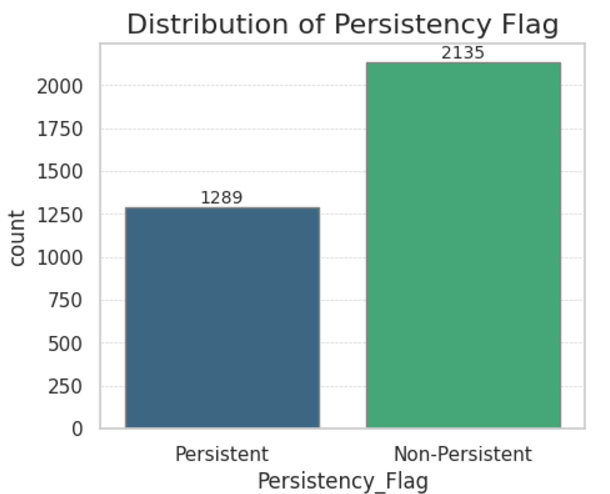 Distribution of Persistency Flag
2135
2000
1750
1500
1289
1250
1000
750
500
250
0
count
Persistent
Non-Persistent
Persistency_Flag